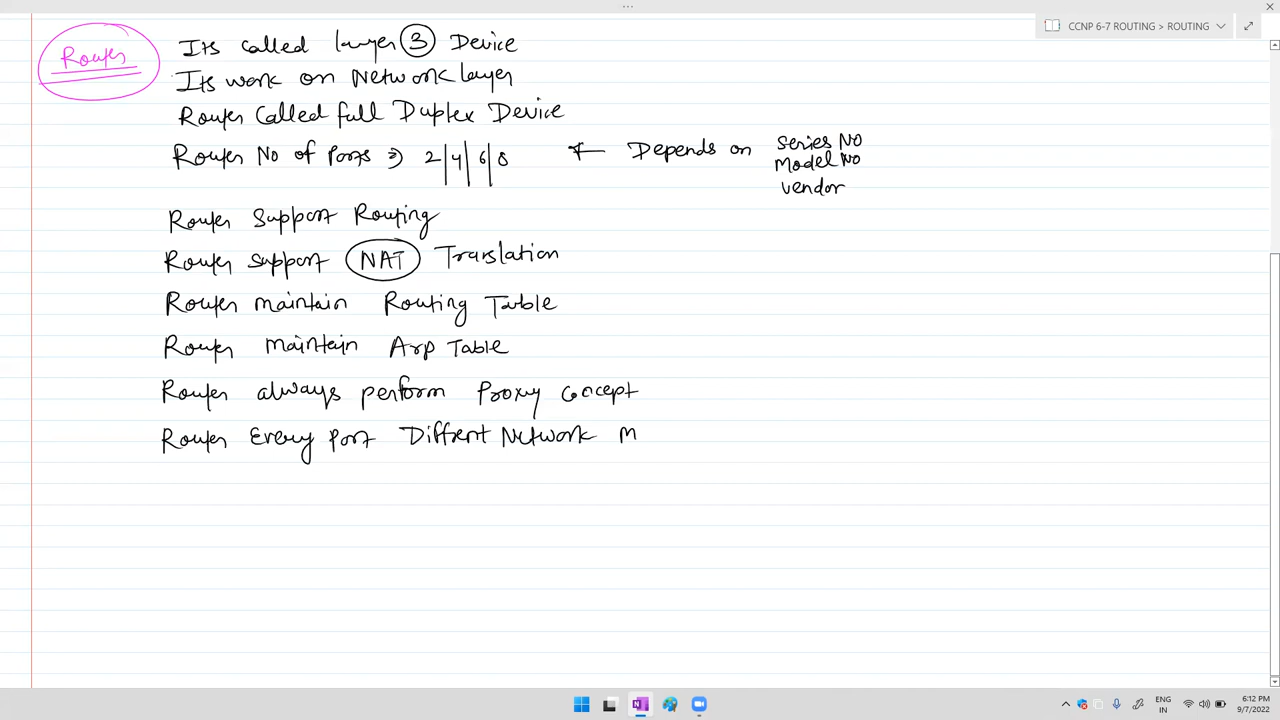 CCNP 6-7 ROUTING > ROUTING
Router
Its called layer 3 Device
Its work on Network layer
Router Called full Duplex Device
Router No of Ports ⇒ 2|4|6|8 ← Depends on Series No
Model No
vendor
Router Support Routing
Router support NAT Translation
Router maintain Routing Table
Router maintain Arp Table
Router always perform Proxy Concept
Router Every Port Diffrent Network M
ENG
IN
6:12 PM
9/7/2022